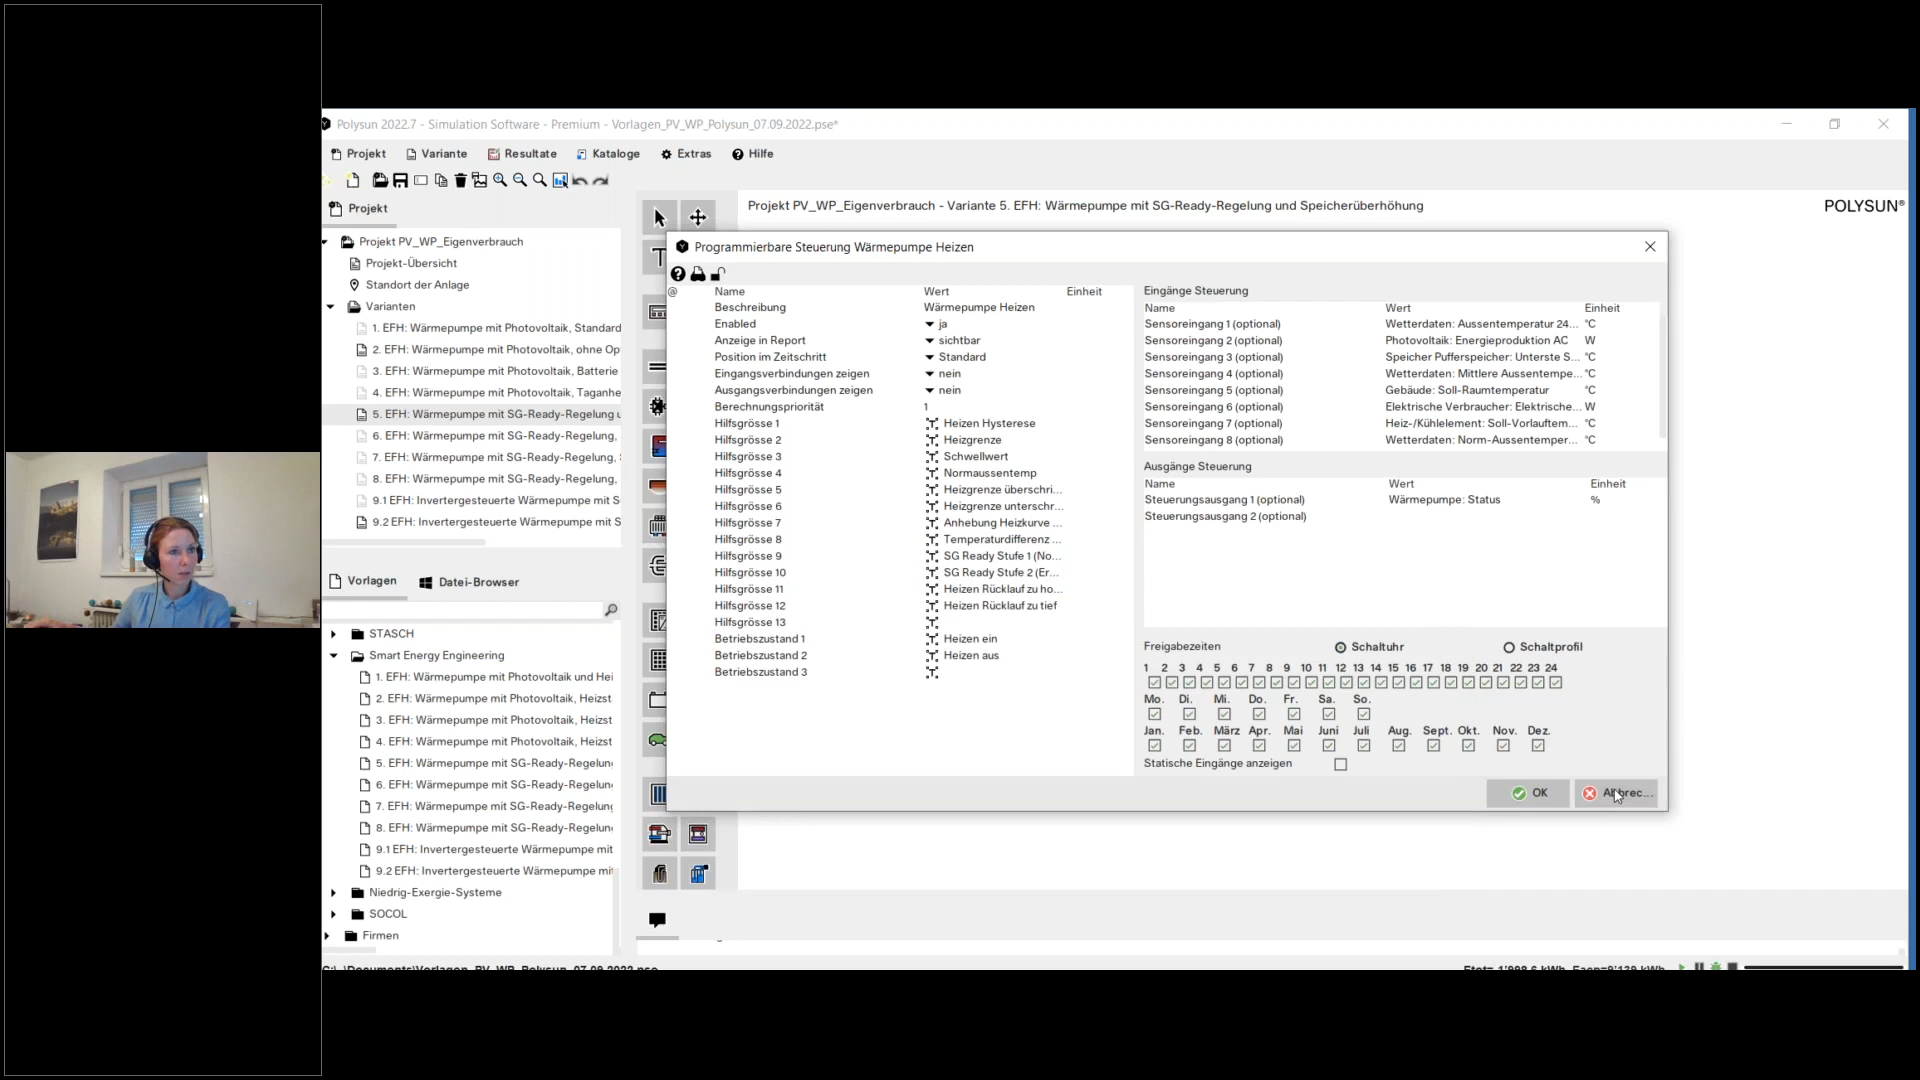 Polysun 2022.7 - Simulation Software - Premium - Vorlagen_PV_WP_Polysun_07.09.2022.pse*
Projekt Variante Resultate Kataloge Extras Hilfe
Projekt
Projekt PV_WP_Eigenverbrauch - Variante 5. EFH: Wärmepumpe mit SG-Ready-Regelung und Speicherüberhöhung
POLYSUN®
Projekt PV_WP_Eigenverbrauch
Projekt-Übersicht
Standort der Anlage
Varianten
1. EFH: Wärmepumpe mit Photovoltaik, Standard
2. EFH: Wärmepumpe mit Photovoltaik, ohne Op
3. EFH: Wärmepumpe mit Photovoltaik, Batterie
4. EFH: Wärmepumpe mit Photovoltaik, Taganhe
5. EFH: Wärmepumpe mit SG-Ready-Regelung u
6. EFH: Wärmepumpe mit SG-Ready-Regelung,
7. EFH: Wärmepumpe mit SG-Ready-Regelung,
8. EFH: Wärmepumpe mit SG-Ready-Regelung,
9.1 EFH: Invertergesteuerte Wärmepumpe mit S
9.2 EFH: Invertergesteuerte Wärmepumpe mit S
Vorlagen Datei-Browser
STASCH
Smart Energy Engineering
1. EFH: Wärmepumpe mit Photovoltaik und Hei
2. EFH: Wärmepumpe mit Photovoltaik, Heizst
3. EFH: Wärmepumpe mit Photovoltaik, Heizst
4. EFH: Wärmepumpe mit Photovoltaik, Heizst
5. EFH: Wärmepumpe mit SG-Ready-Regelung
6. EFH: Wärmepumpe mit SG-Ready-Regelung
7. EFH: Wärmepumpe mit SG-Ready-Regelung
8. EFH: Wärmepumpe mit SG-Ready-Regelung
9.1 EFH: Invertergesteuerte Wärmepumpe mit
9.2 EFH: Invertergesteuerte Wärmepumpe mit
Niedrig-Exergie-Systeme
SOCOL
Firmen
Programmierbare Steuerung Wärmepumpe Heizen
@ Name Wert Einheit
Beschreibung Wärmepumpe Heizen
Enabled ja
Anzeige in Report sichtbar
Position im Zeitschritt Standard
Eingangsverbindungen zeigen nein
Ausgangsverbindungen zeigen nein
Berechnungspriorität 1
Hilfsgrösse 1 Heizen Hysterese
Hilfsgrösse 2 Heizgrenze
Hilfsgrösse 3 Schwellwert
Hilfsgrösse 4 Normaussentemp
Hilfsgrösse 5 Heizgrenze überschri...
Hilfsgrösse 6 Heizgrenze unterschr...
Hilfsgrösse 7 Anhebung Heizkurve ...
Hilfsgrösse 8 Temperaturdifferenz ...
Hilfsgrösse 9 SG Ready Stufe 1 (No...
Hilfsgrösse 10 SG Ready Stufe 2 (Er...
Hilfsgrösse 11 Heizen Rücklauf zu ho...
Hilfsgrösse 12 Heizen Rücklauf zu tief
Hilfsgrösse 13
Betriebszustand 1 Heizen ein
Betriebszustand 2 Heizen aus
Betriebszustand 3
Eingänge Steuerung
Name Wert Einheit
Sensoreingang 1 (optional) Wetterdaten: Aussentemperatur 24... °C
Sensoreingang 2 (optional) Photovoltaik: Energieproduktion AC W
Sensoreingang 3 (optional) Speicher Pufferspeicher: Unterste S... °C
Sensoreingang 4 (optional) Wetterdaten: Mittlere Aussentempe... °C
Sensoreingang 5 (optional) Gebäude: Soll-Raumtemperatur °C
Sensoreingang 6 (optional) Elektrische Verbraucher: Elektrische... W
Sensoreingang 7 (optional) Heiz-/Kühlelement: Soll-Vorlauftem... °C
Sensoreingang 8 (optional) Wetterdaten: Norm-Aussentemper... °C
Ausgänge Steuerung
Name Wert Einheit
Steuerungsausgang 1 (optional) Wärmepumpe: Status %
Steuerungsausgang 2 (optional)
Freigabezeiten Schaltuhr Schaltprofil
1 2 3 4 5 6 7 8 9 10 11 12 13 14 15 16 17 18 19 20 21 22 23 24
Mo. Di. Mi. Do. Fr. Sa. So.
Jan. Feb. März Apr. Mai Juni Juli Aug. Sept. Okt. Nov. Dez.
Statische Eingänge anzeigen
OK Abbrec...